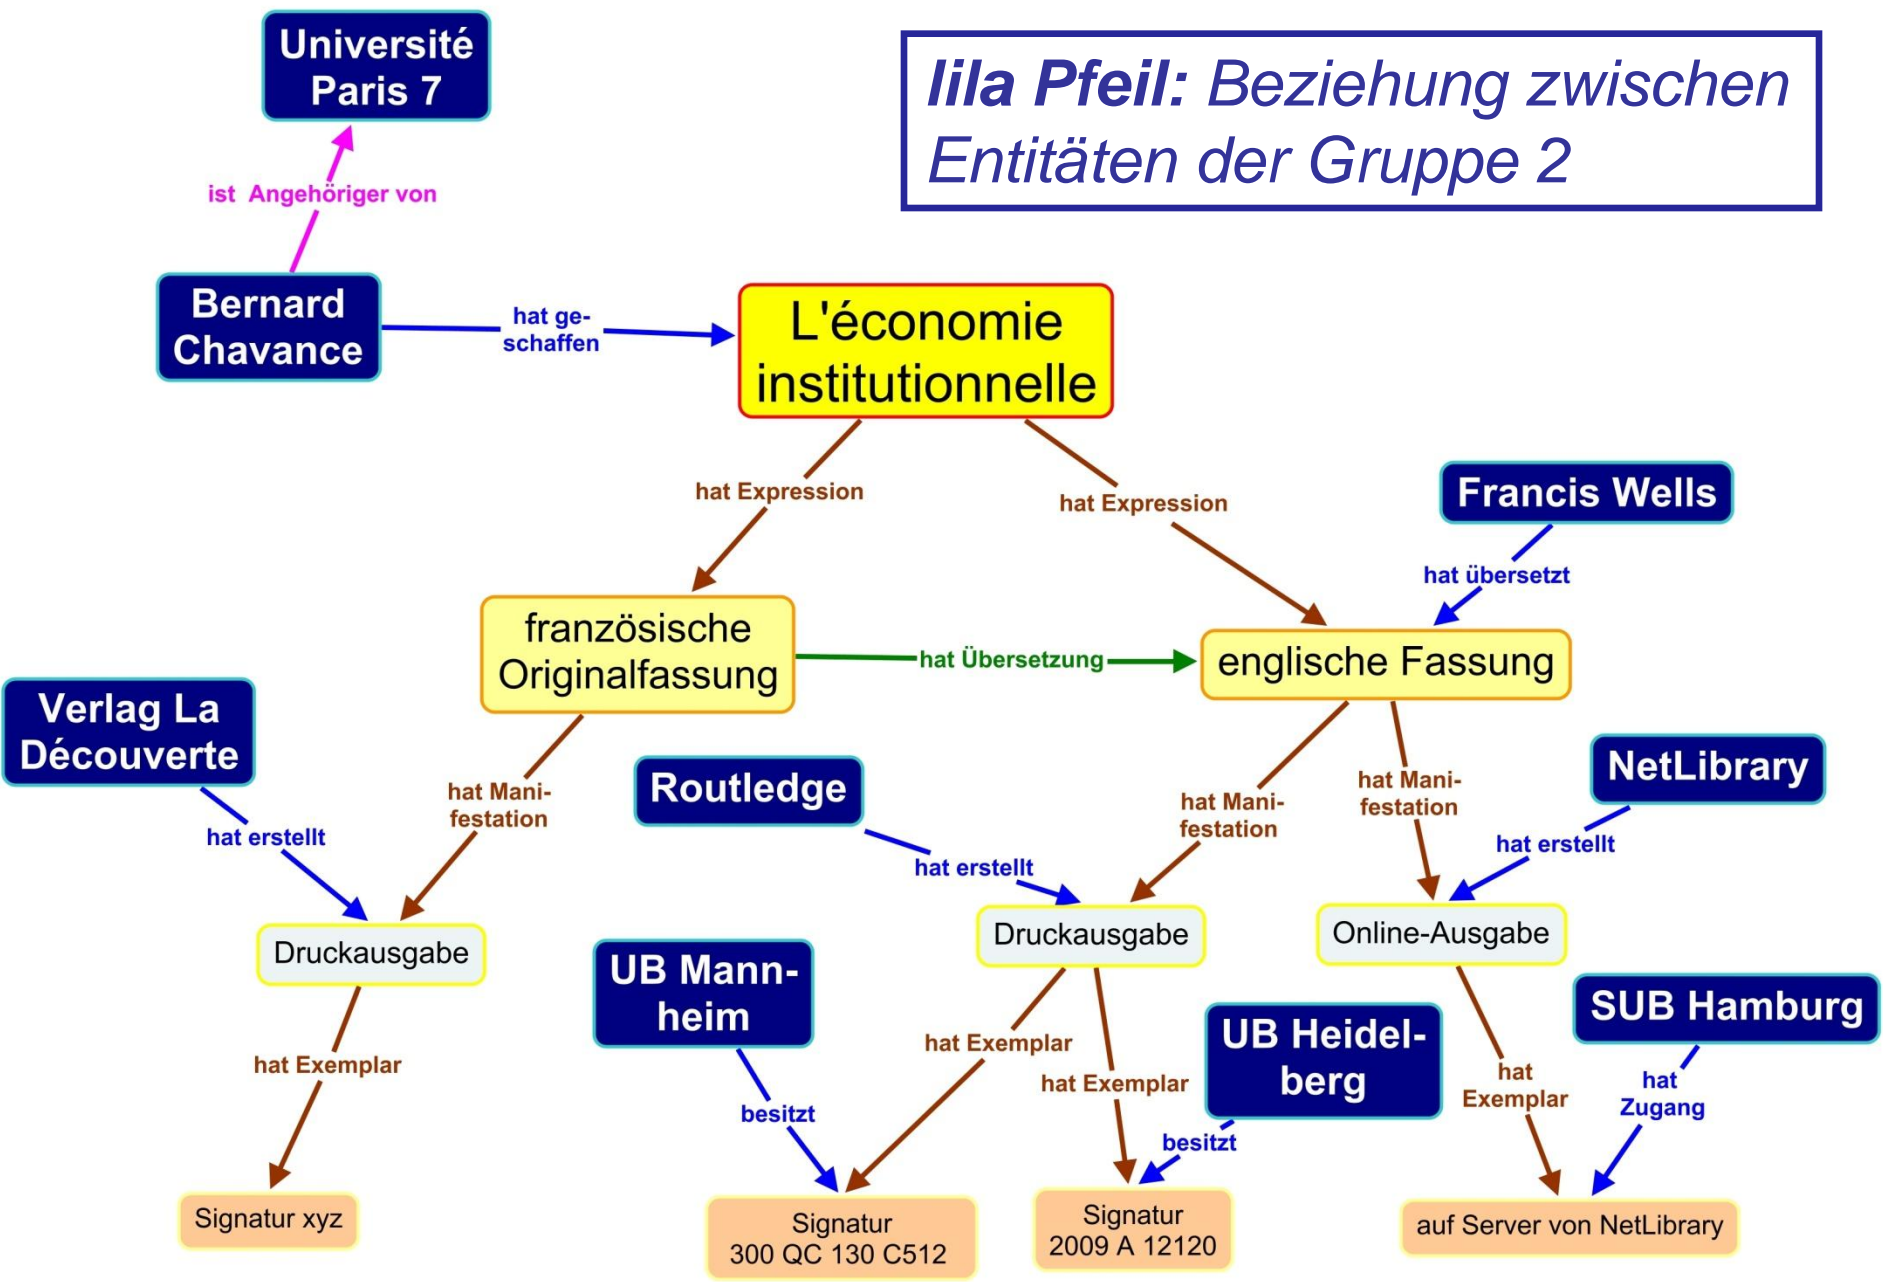 Université
Paris 7
lila Pfeil: Beziehung zwischen
Entitäten der Gruppe 2
ist Angehöriger von
Bernard
Chavance
hat ge-
schaffen
L'économie
institutionnelle
hat Expression
hat Expression
Francis Wells
hat übersetzt
französische
Originalfassung
hat Übersetzung
englische Fassung
Verlag La
Découverte
Routledge
NetLibrary
hat Mani-
festation
hat Mani-
festation
hat Mani-
festation
hat erstellt
hat erstellt
hat erstellt
Druckausgabe
Druckausgabe
Online-Ausgabe
UB Mann-
heim
UB Heidel-
berg
SUB Hamburg
hat Exemplar
hat Exemplar
hat Exemplar
hat
Exemplar
hat
Zugang
besitzt
besitzt
Signatur xyz
Signatur
300 QC 130 C512
Signatur
2009 A 12120
auf Server von NetLibrary